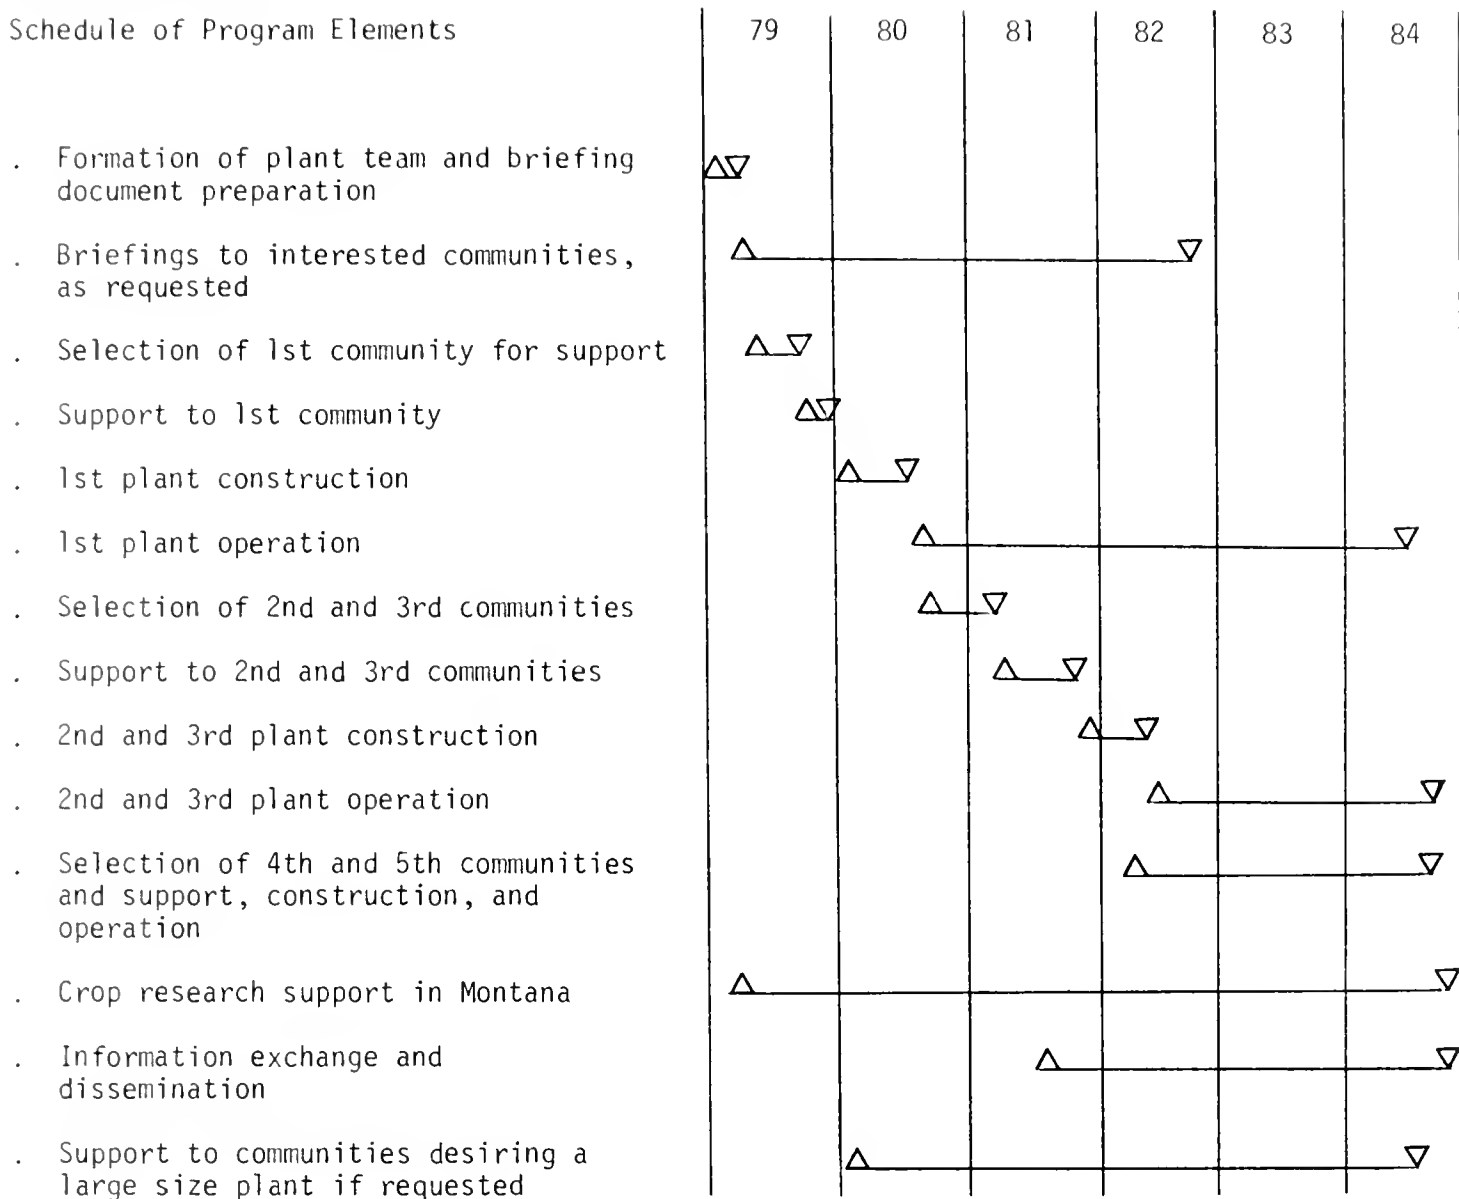 Schedule of Program Elements 79 80 81 82 83 84
. Formation of plant team and briefing
document preparation
. Briefings to interested communities,
as requested
. Selection of 1st community for support
. Support to 1st community
. 1st plant construction
. 1st plant operation
. Selection of 2nd and 3rd communities
. Support to 2nd and 3rd communities
. 2nd and 3rd plant construction
. 2nd and 3rd plant operation
. Selection of 4th and 5th communities
and support, construction, and
operation
. Crop research support in Montana
. Information exchange and
dissemination
. Support to communities desiring a
large size plant if requested